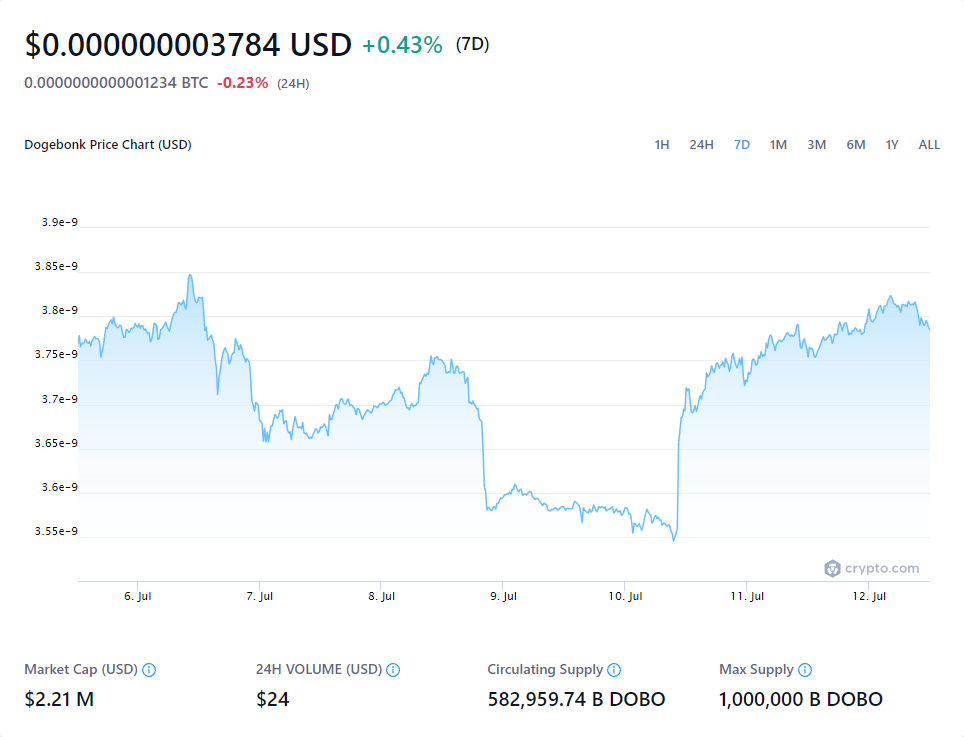 $0.000000003784 USD +0.43% (7D)
0.0000000000001234 BTC -0.23% (24H)
Dogebonk Price Chart (USD) 1H 24H 7D 1M 3M 6M 1Y ALL
3.9e-9
3.85e-9
3.8e-9
3.75e-9
3.7e-9
3.65e-9
3.6e-9
3.55e-9
crypto.com
6. Jul 7. Jul 8. Jul 9. Jul 10. Jul 11. Jul 12. Jul
Market Cap (USD) 24H VOLUME (USD) Circulating Supply Max Supply
$2.21 M $24 582,959.74 B DOBO 1,000,000 B DOBO